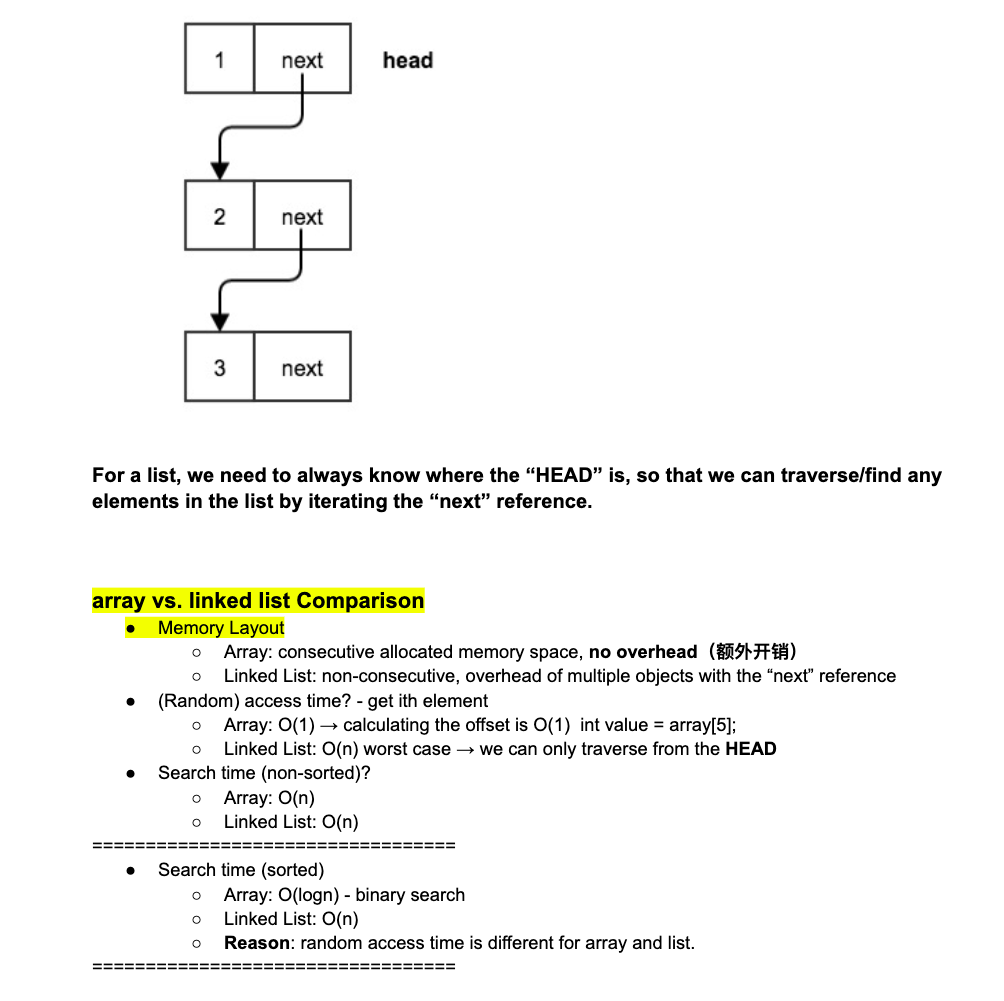 1 next head
2 next
3 next
For a list, we need to always know where the “HEAD” is, so that we can traverse/find any
elements in the list by iterating the “next” reference.
array vs. linked list Comparison
● Memory Layout
○ Array: consecutive allocated memory space, no overhead（额外开销）
○ Linked List: non-consecutive, overhead of multiple objects with the “next” reference
● (Random) access time? - get ith element
○ Array: O(1) → calculating the offset is O(1) int value = array[5];
○ Linked List: O(n) worst case → we can only traverse from the HEAD
● Search time (non-sorted)?
○ Array: O(n)
○ Linked List: O(n)
==================================
● Search time (sorted)
○ Array: O(logn) - binary search
○ Linked List: O(n)
○ Reason: random access time is different for array and list.
==================================